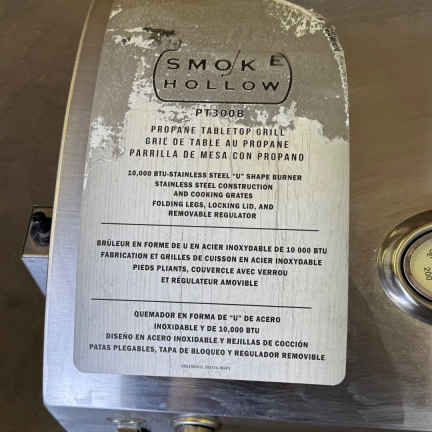 SMOKE
HOLLOW
PT300B
PROPANE TABLETOP GRILL
GRIL DE TABLE AU PROPANE
PARRILLA DE MESA CON PROPANO
10,000 BTU-STAINLESS STEEL "U" SHAPE BURNER
STAINLESS STEEL CONSTRUCTION
AND COOKING GRATES
FOLDING LEGS, LOCKING LID, AND
REMOVABLE REGULATOR
BRÛLEUR EN FORME DE U EN ACIER INOXYDABLE DE 10 000 BTU
FABRICATION ET GRILLES DE CUISSON EN ACIER INOXYDABLE
PIEDS PLIANTS, COUVERCLE AVEC VERROU
ET RÉGULATEUR AMOVIBLE
QUEMADOR EN FORMA DE "U" DE ACERO
INOXIDABLE Y DE 10,000 BTU
DISEÑO EN ACERO INOXIDABLE Y REJILLAS DE COCCIÓN
PATAS PLEGABLES, TAPA DE BLOQUEO Y REGULADOR REMOVIBLE
200